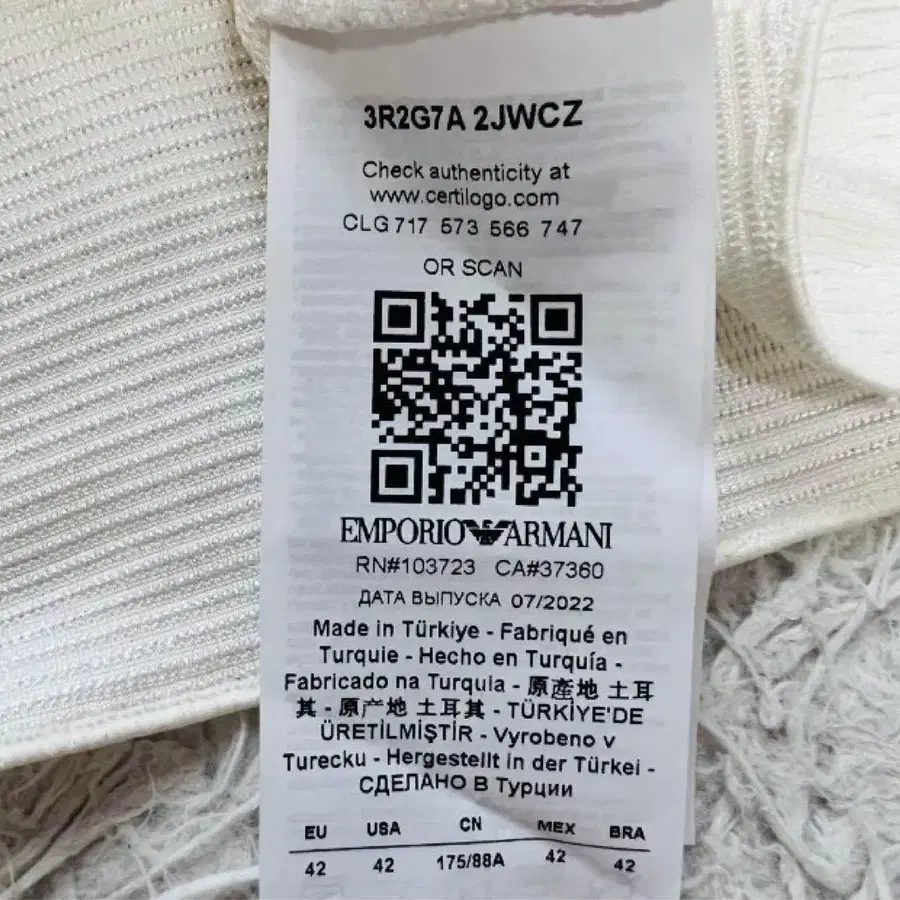 3R2G7A 2JWCZ
Check authenticity at
www.certilogo.com
CLG 717 573 566 747
OR SCAN
EMPORIO ARMANI
RN#103723 CA#37360
ДАТА ВЫПУСКА 07/2022
Made in Türkiye - Fabriqué en
Turquie - Hecho en Turquía -
Fabricado na Turquia - 原產地 土耳
其 - 原产地 土耳其 - TÜRKİYE'DE
ÜRETİLMİŞTİR - Vyrobeno v
Turecku - Hergestellt in der Türkei -
СДЕЛАНО В Турции
EU USA CN MEX BRA
42 42 175/88A 42 42